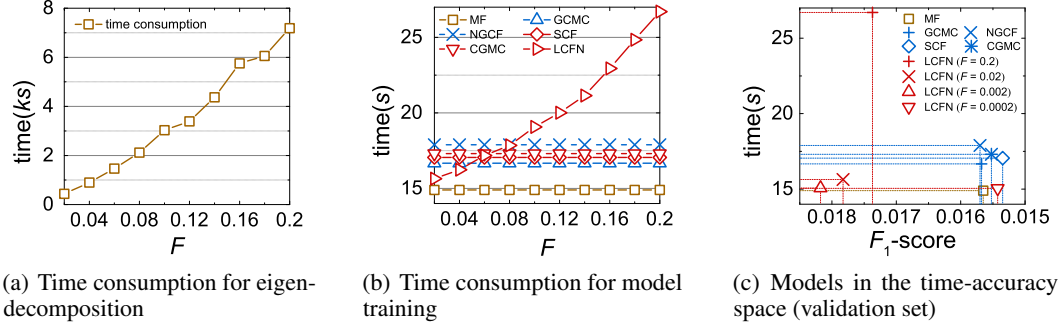 8
6
4
2
0
time(ks)
time consumption
0.04 0.08 0.12 0.16 0.2
F
(a) Time consumption for eigen-
decomposition
25
20
15
time(s)
MF GCMC
NGCF SCF
CGMC LCFN
0.04 0.08 0.12 0.16 0.2
F
(b) Time consumption for model
training
25
20
15
time(s)
MF
GCMC NGCF
SCF CGMC
LCFN (F = 0.2)
LCFN (F = 0.02)
LCFN (F = 0.002)
LCFN (F = 0.0002)
0.018 0.017 0.016 0.015
F1-score
(c) Models in the time-accuracy
space (validation set)